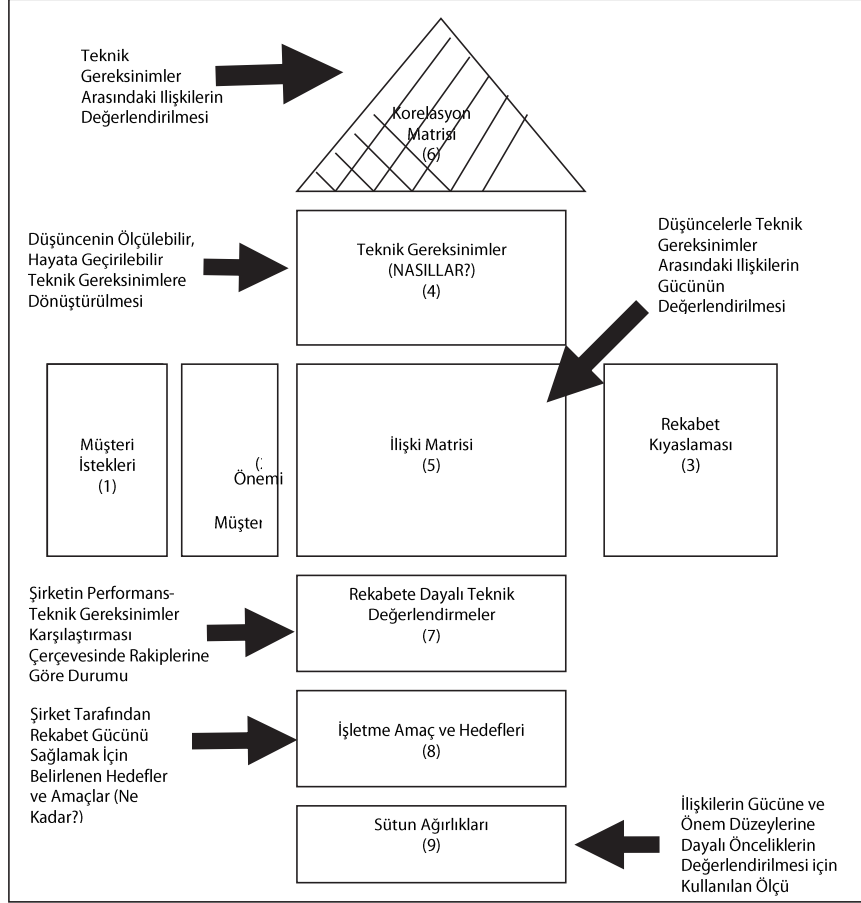 Teknik
Gereksinimler
Arasındaki Ilişkilerin
Değerlendirilmesi
Korelasyon
Matrisi
(6)
Düşüncenin Ölçülebilir,
Hayata Geçirilebilir
Teknik Gereksinimlere
Dönüştürülmesi
Teknik Gereksinimler
(NASILLAR?)
(4)
Düşüncelerle Teknik
Gereksinimler
Arasındaki Ilişkilerin
Gücünün
Değerlendirilmesi
Müşteri
İstekleri
(1)
Önemi
İlişki Matrisi
(5)
Rekabet
Kıyaslaması
(3)
Şirketin Performans-
Teknik Gereksinimler
Karşılaştırması
Çerçevesinde Rakiplerine
Göre Durumu
Rekabete Dayalı Teknik
Değerlendirmeler
(7)
Şirket Tarafından
Rekabet Gücünü
Sağlamak İçin
Belirlenen Hedefler
ve Amaçlar (Ne
Kadar?)
İşletme Amaç ve Hedefleri
(8)
Sütun Ağırlıkları
(9)
İlişkilerin Gücüne ve
Önem Düzeylerine
Dayalı Önceliklerin
Değerlendirilmesi için
Kullanılan Ölçü